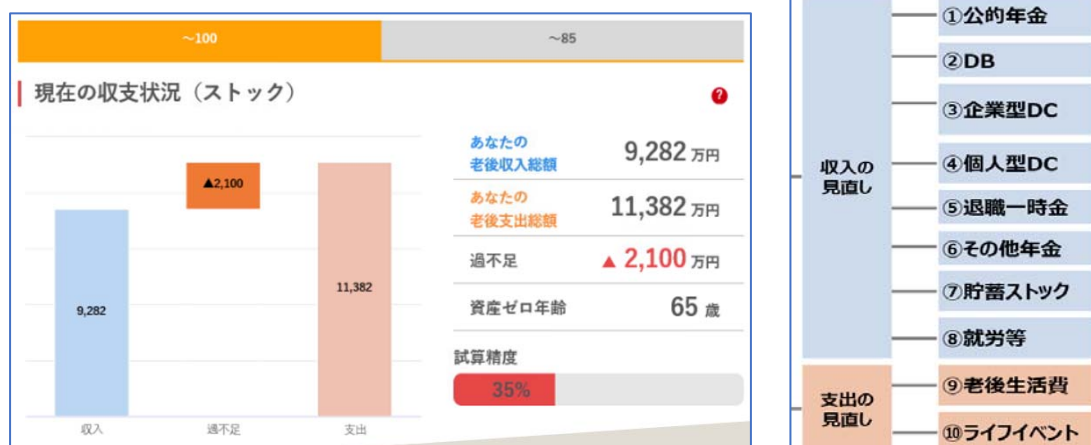 ~100
~85
現在の収支状況（ストック）
?
▲2,100
9,282
11,382
収入
過不足
支出
あなたの
老後収入総額
9,282 万円
あなたの
老後支出総額
11,382 万円
過不足
▲ 2,100 万円
資産ゼロ年齢
65 歳
試算精度
35%
収入の
見直し
①公的年金
②DB
③企業型DC
④個人型DC
⑤退職一時金
⑥その他年金
⑦貯蓄ストック
⑧就労等
支出の
見直し
⑨老後生活費
⑩ライフイベント